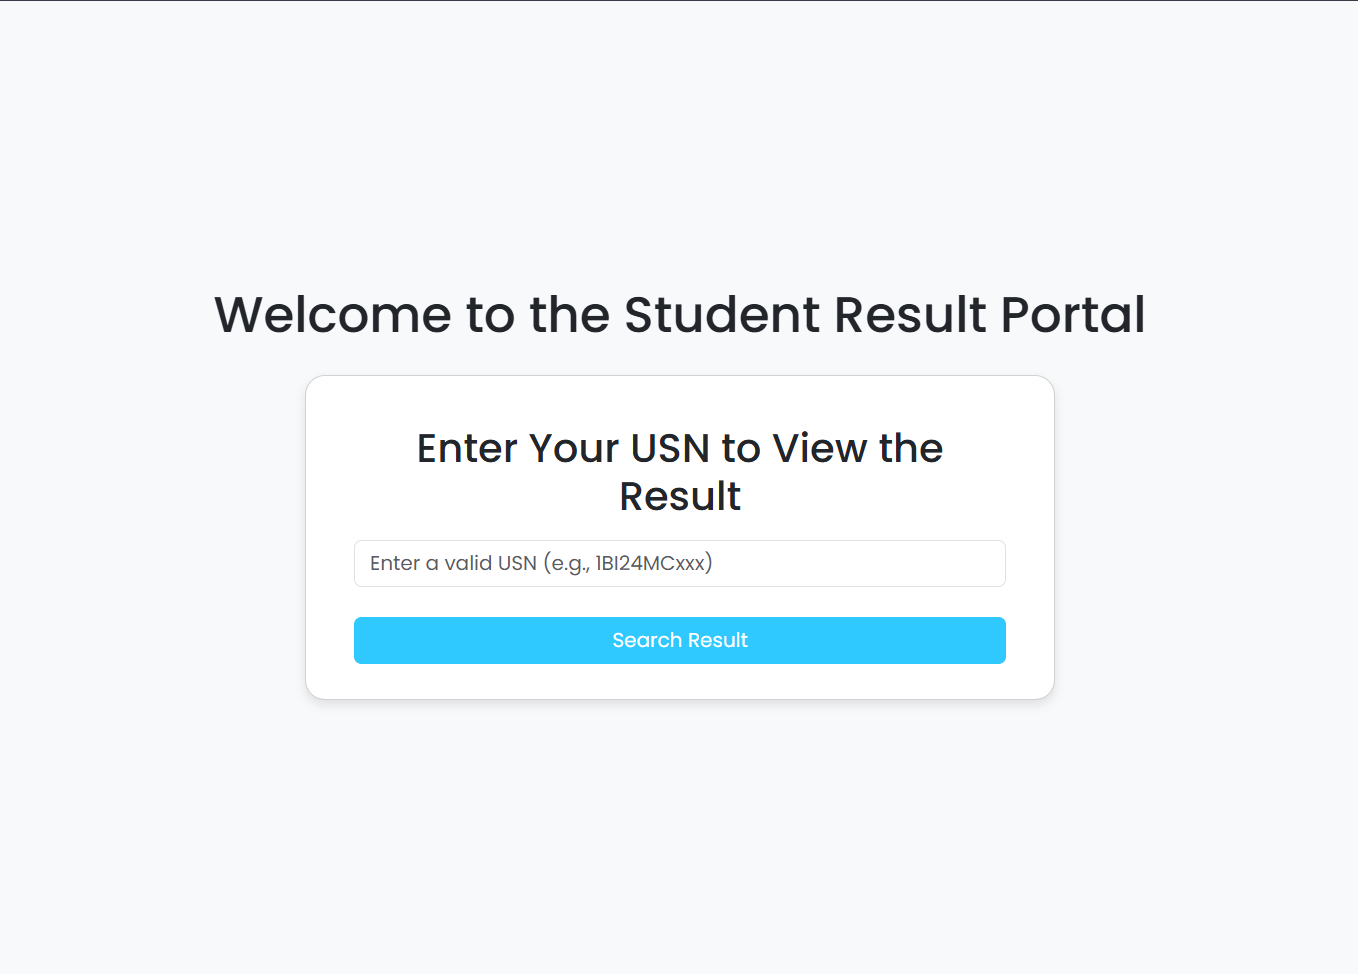 Welcome to the Student Result Portal
Enter Your USN to View the
Result
Enter a valid USN (e.g., 1BI24MCxxx)
Search Result